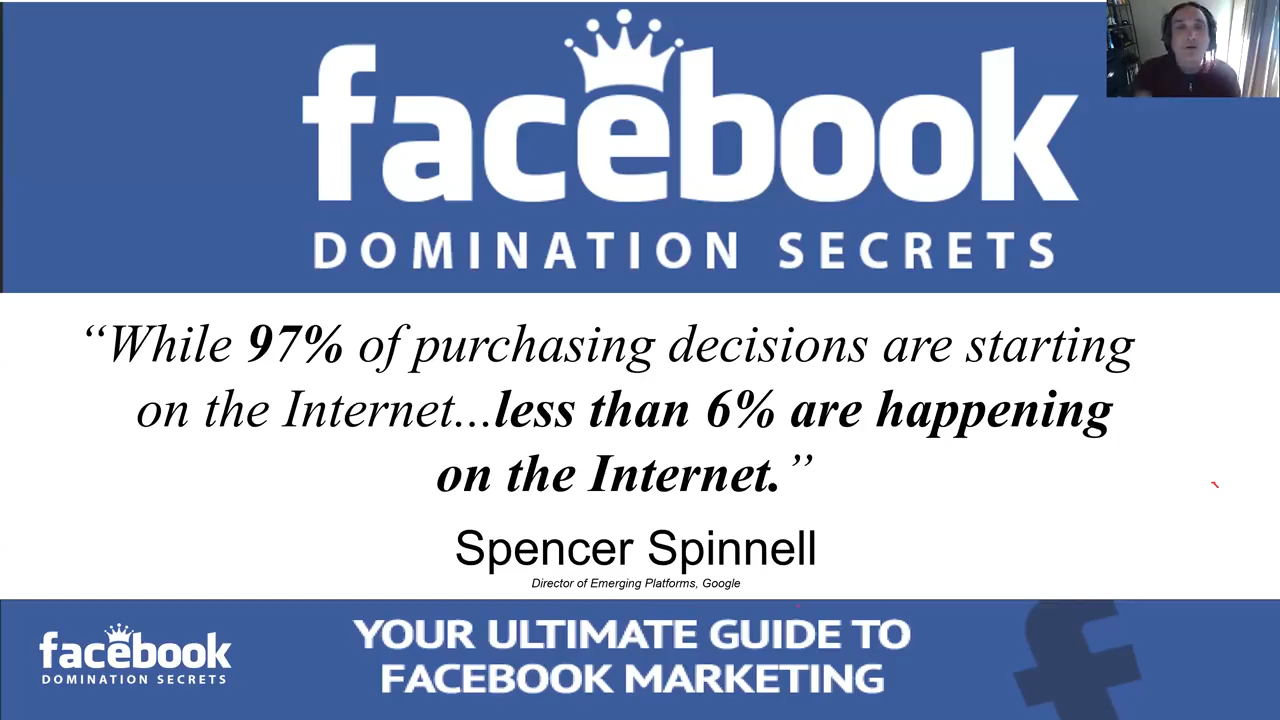 facebook
DOMINATION SECRETS
“While 97% of purchasing decisions are starting
on the Internet...less than 6% are happening
on the Internet.”
Spencer Spinnell
Director of Emerging Platforms, Google
facebook
DOMINATION SECRETS
YOUR ULTIMATE GUIDE TO
FACEBOOK MARKETING